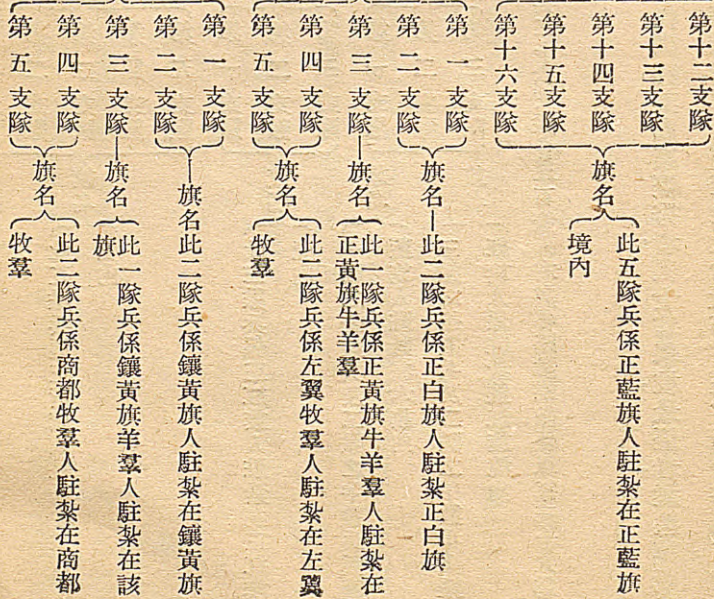 第十二支隊
第十三支隊
第十四支隊
第十五支隊
第十六支隊
旗名
此五隊兵係正藍旗人駐紮在正藍旗
境內
第一支隊
第二支隊
旗名
此二隊兵係正白旗人駐紮正白旗
第三支隊
旗名
此一隊兵係正黃旗牛羊羣人駐紮在
正黃旗牛羊羣
第四支隊
第五支隊
旗名
此二隊兵係左翼牧羣人駐紮在左翼
牧羣
第一支隊
第二支隊
旗名
此二隊兵係鑲黃旗人駐紮在鑲黃旗
第三支隊
旗名
此一隊兵係鑲黃旗羊羣人駐紮在該
旗
第四支隊
第五支隊
旗名
此二隊兵係商都牧羣人駐紮在商都
牧羣